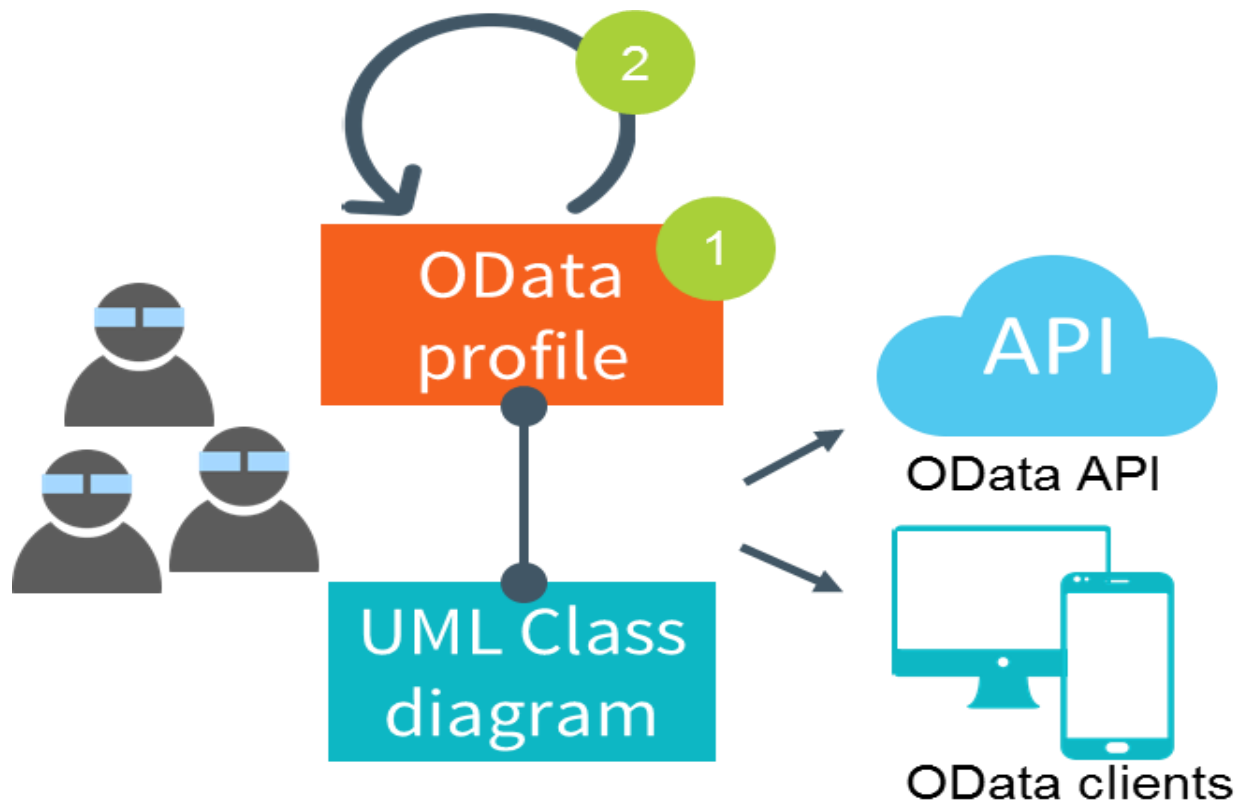 2
1
OData
profile
UML Class
diagram
API
OData API
OData clients